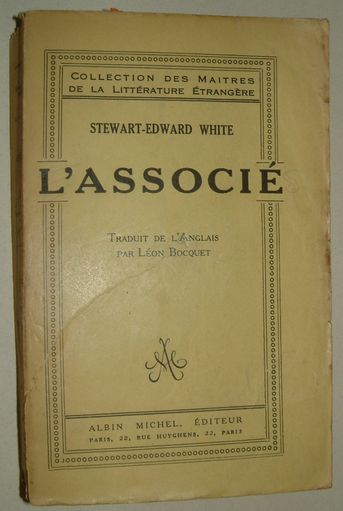 COLLECTION DES MAITRES
DE LA LITTÉRATURE ÉTRANGÈRE
STEWART-EDWARD WHITE
L'ASSOCIÉ
TRADUIT DE L'ANGLAIS
PAR LÉON BOCQUET
AM
ALBIN MICHEL, ÉDITEUR
PARIS, 22, RUE HUYGHENS, 22, PARIS